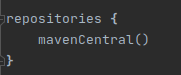 repositories {
    mavenCentral()
}